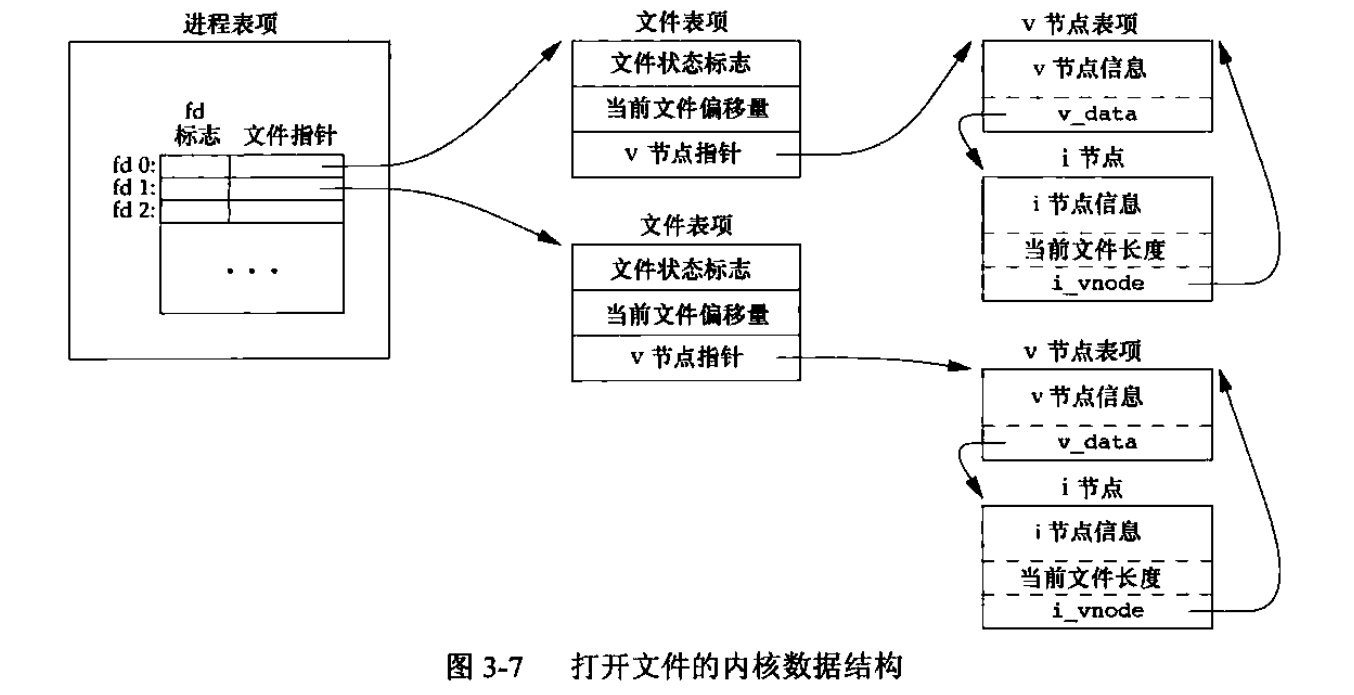 进程表项
fd
标志 文件指针
fd 0:
fd 1:
fd 2:
· · ·
文件表项
文件状态标志
当前文件偏移量
v 节点指针
文件表项
文件状态标志
当前文件偏移量
v 节点指针
v 节点表项
v 节点信息
v_data
i 节点
i 节点信息
当前文件长度
i_vnode
v 节点表项
v 节点信息
v_data
i 节点
i 节点信息
当前文件长度
i_vnode
图 3-7 打开文件的内核数据结构